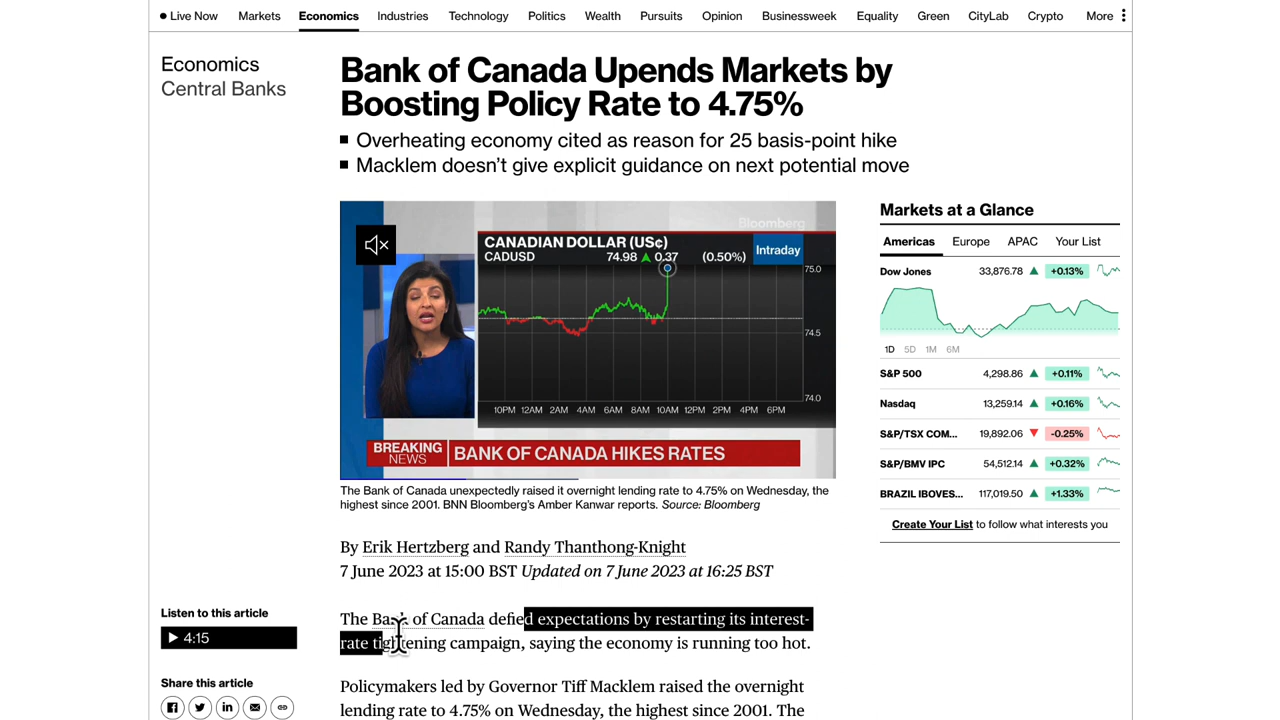 Live Now Markets Economics Industries Technology Politics Wealth Pursuits Opinion Businessweek Equality Green CityLab Crypto More
Economics
Central Banks
Bank of Canada Upends Markets by
Boosting Policy Rate to 4.75%
Overheating economy cited as reason for 25 basis-point hike
Macklem doesn't give explicit guidance on next potential move
Bloomberg
CANADIAN DOLLAR (US¢)
CADUSD 74.98 ▲ 0.37 (0.50%)
Intraday
75.0
74.5
74.0
10PM 12AM 2AM 4AM 6AM 8AM 10AM 12PM 2PM 4PM 6PM
BREAKING
NEWS
BANK OF CANADA HIKES RATES
The Bank of Canada unexpectedly raised it overnight lending rate to 4.75% on Wednesday, the
highest since 2001. BNN Bloomberg's Amber Kanwar reports. Source: Bloomberg
By Erik Hertzberg and Randy Thanthong-Knight
7 June 2023 at 15:00 BST Updated on 7 June 2023 at 16:25 BST
Listen to this article
4:15
Share this article
The Bank of Canada defied expectations by restarting its interest-
rate tightening campaign, saying the economy is running too hot.
Policymakers led by Governor Tiff Macklem raised the overnight
lending rate to 4.75% on Wednesday, the highest since 2001. The
Markets at a Glance
Americas Europe APAC Your List
Dow Jones 33,876.78 ▲ +0.13%
1D 5D 1M 6M
S&P 500 4,298.86 ▲ +0.11%
Nasdaq 13,259.14 ▲ +0.16%
S&P/TSX COM... 19,892.06 ▼ -0.25%
S&P/BMV IPC 54,512.14 ▲ +0.32%
BRAZIL IBOVES... 117,019.50 ▲ +1.33%
Create Your List to follow what interests you